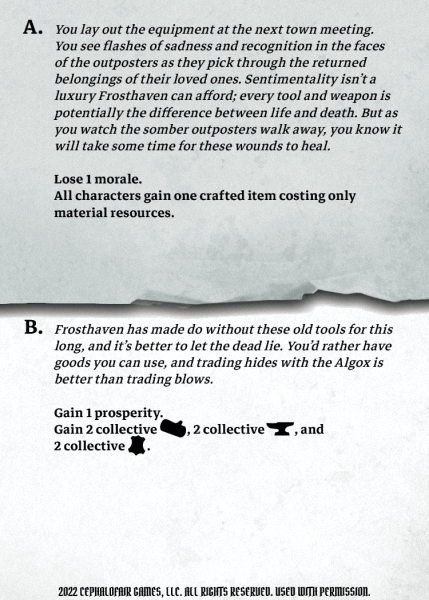 A. You lay out the equipment at the next town meeting.
You see flashes of sadness and recognition in the faces
of the outposters as they pick through the returned
belongings of their loved ones. Sentimentality isn't a
luxury Frosthaven can afford; every tool and weapon is
potentially the difference between life and death. But as
you watch the somber outposters walk away, you know it
will take some time for these wounds to heal.
Lose 1 morale.
All characters gain one crafted item costing only
material resources.
B. Frosthaven has made do without these old tools for this
long, and it's better to let the dead lie. You'd rather have
goods you can use, and trading hides with the Algox is
better than trading blows.
Gain 1 prosperity.
Gain 2 collective , 2 collective , and
2 collective .
2022 CEPHALOFAIR GAMES, LLC. ALL RIGHTS RESERVED. USED WITH PERMISSION.